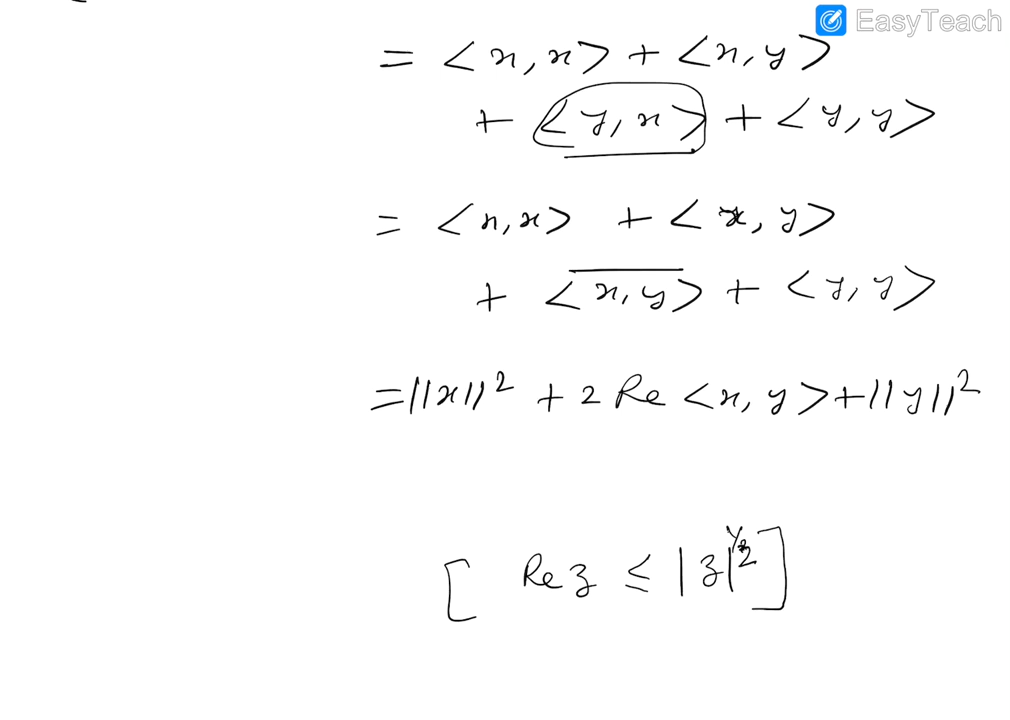 EasyTeach
= <x, x> + <x, y>
+ <y, x> + <y, y>
= <x, x> + <x, y>
+ <x, y>‾ + <y, y>
= ||x||² + 2 Re <x, y> + ||y||²
[ Re z ≤ |z| ]